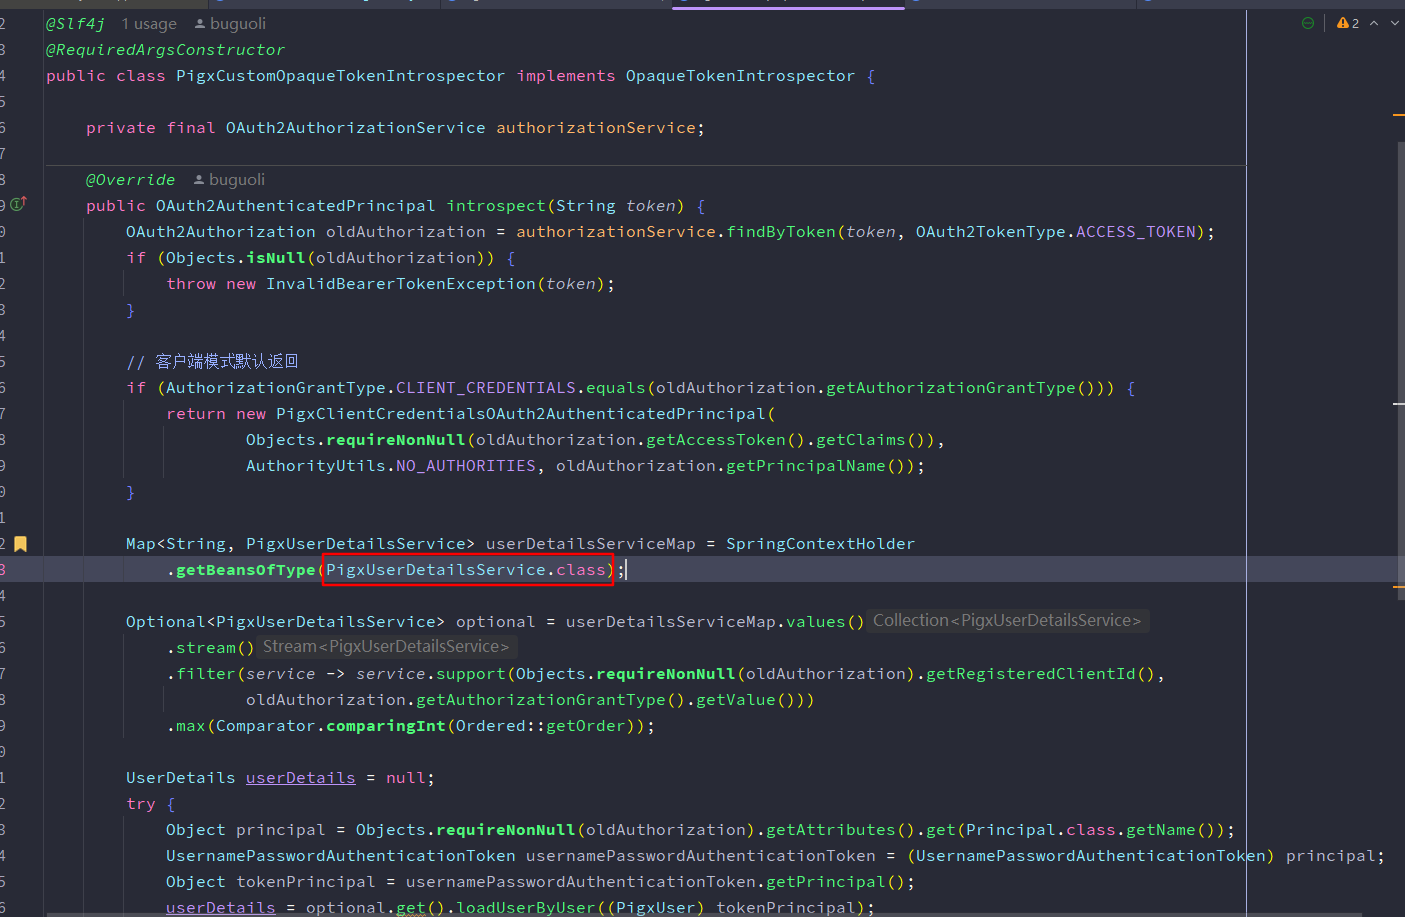 2 @Slf4j 1 usage buguoli
3 @RequiredArgsConstructor
4 public class PigxCustomOpaqueTokenIntrospector implements OpaqueTokenIntrospector {
5
6 private final OAuth2AuthorizationService authorizationService;
7
8 @Override buguoli
9 public OAuth2AuthenticatedPrincipal introspect(String token) {
0 OAuth2Authorization oldAuthorization = authorizationService.findByToken(token, OAuth2TokenType.ACCESS_TOKEN);
1 if (Objects.isNull(oldAuthorization)) {
2 throw new InvalidBearerTokenException(token);
3 }
4
5 // 客户端模式默认返回
6 if (AuthorizationGrantType.CLIENT_CREDENTIALS.equals(oldAuthorization.getAuthorizationGrantType())) {
7 return new PigxClientCredentialsOAuth2AuthenticatedPrincipal(
8 Objects.requireNonNull(oldAuthorization.getAccessToken().getClaims()),
9 AuthorityUtils.NO_AUTHORITIES, oldAuthorization.getPrincipalName());
0 }
1
2 Map<String, PigxUserDetailsService> userDetailsServiceMap = SpringContextHolder
3 .getBeansOfType(PigxUserDetailsService.class);
4
5 Optional<PigxUserDetailsService> optional = userDetailsServiceMap.values() Collection<PigxUserDetailsService>
6 .stream() Stream<PigxUserDetailsService>
7 .filter(service -> service.support(Objects.requireNonNull(oldAuthorization).getRegisteredClientId(),
8 oldAuthorization.getAuthorizationGrantType().getValue()))
9 .max(Comparator.comparingInt(Ordered::getOrder));
0
1 UserDetails userDetails = null;
2 try {
3 Object principal = Objects.requireNonNull(oldAuthorization).getAttributes().get(Principal.class.getName());
4 UsernamePasswordAuthenticationToken usernamePasswordAuthenticationToken = (UsernamePasswordAuthenticationToken) principal;
5 Object tokenPrincipal = usernamePasswordAuthenticationToken.getPrincipal();
6 userDetails = optional.get().loadUserByUser((PigxUser) tokenPrincipal);
2